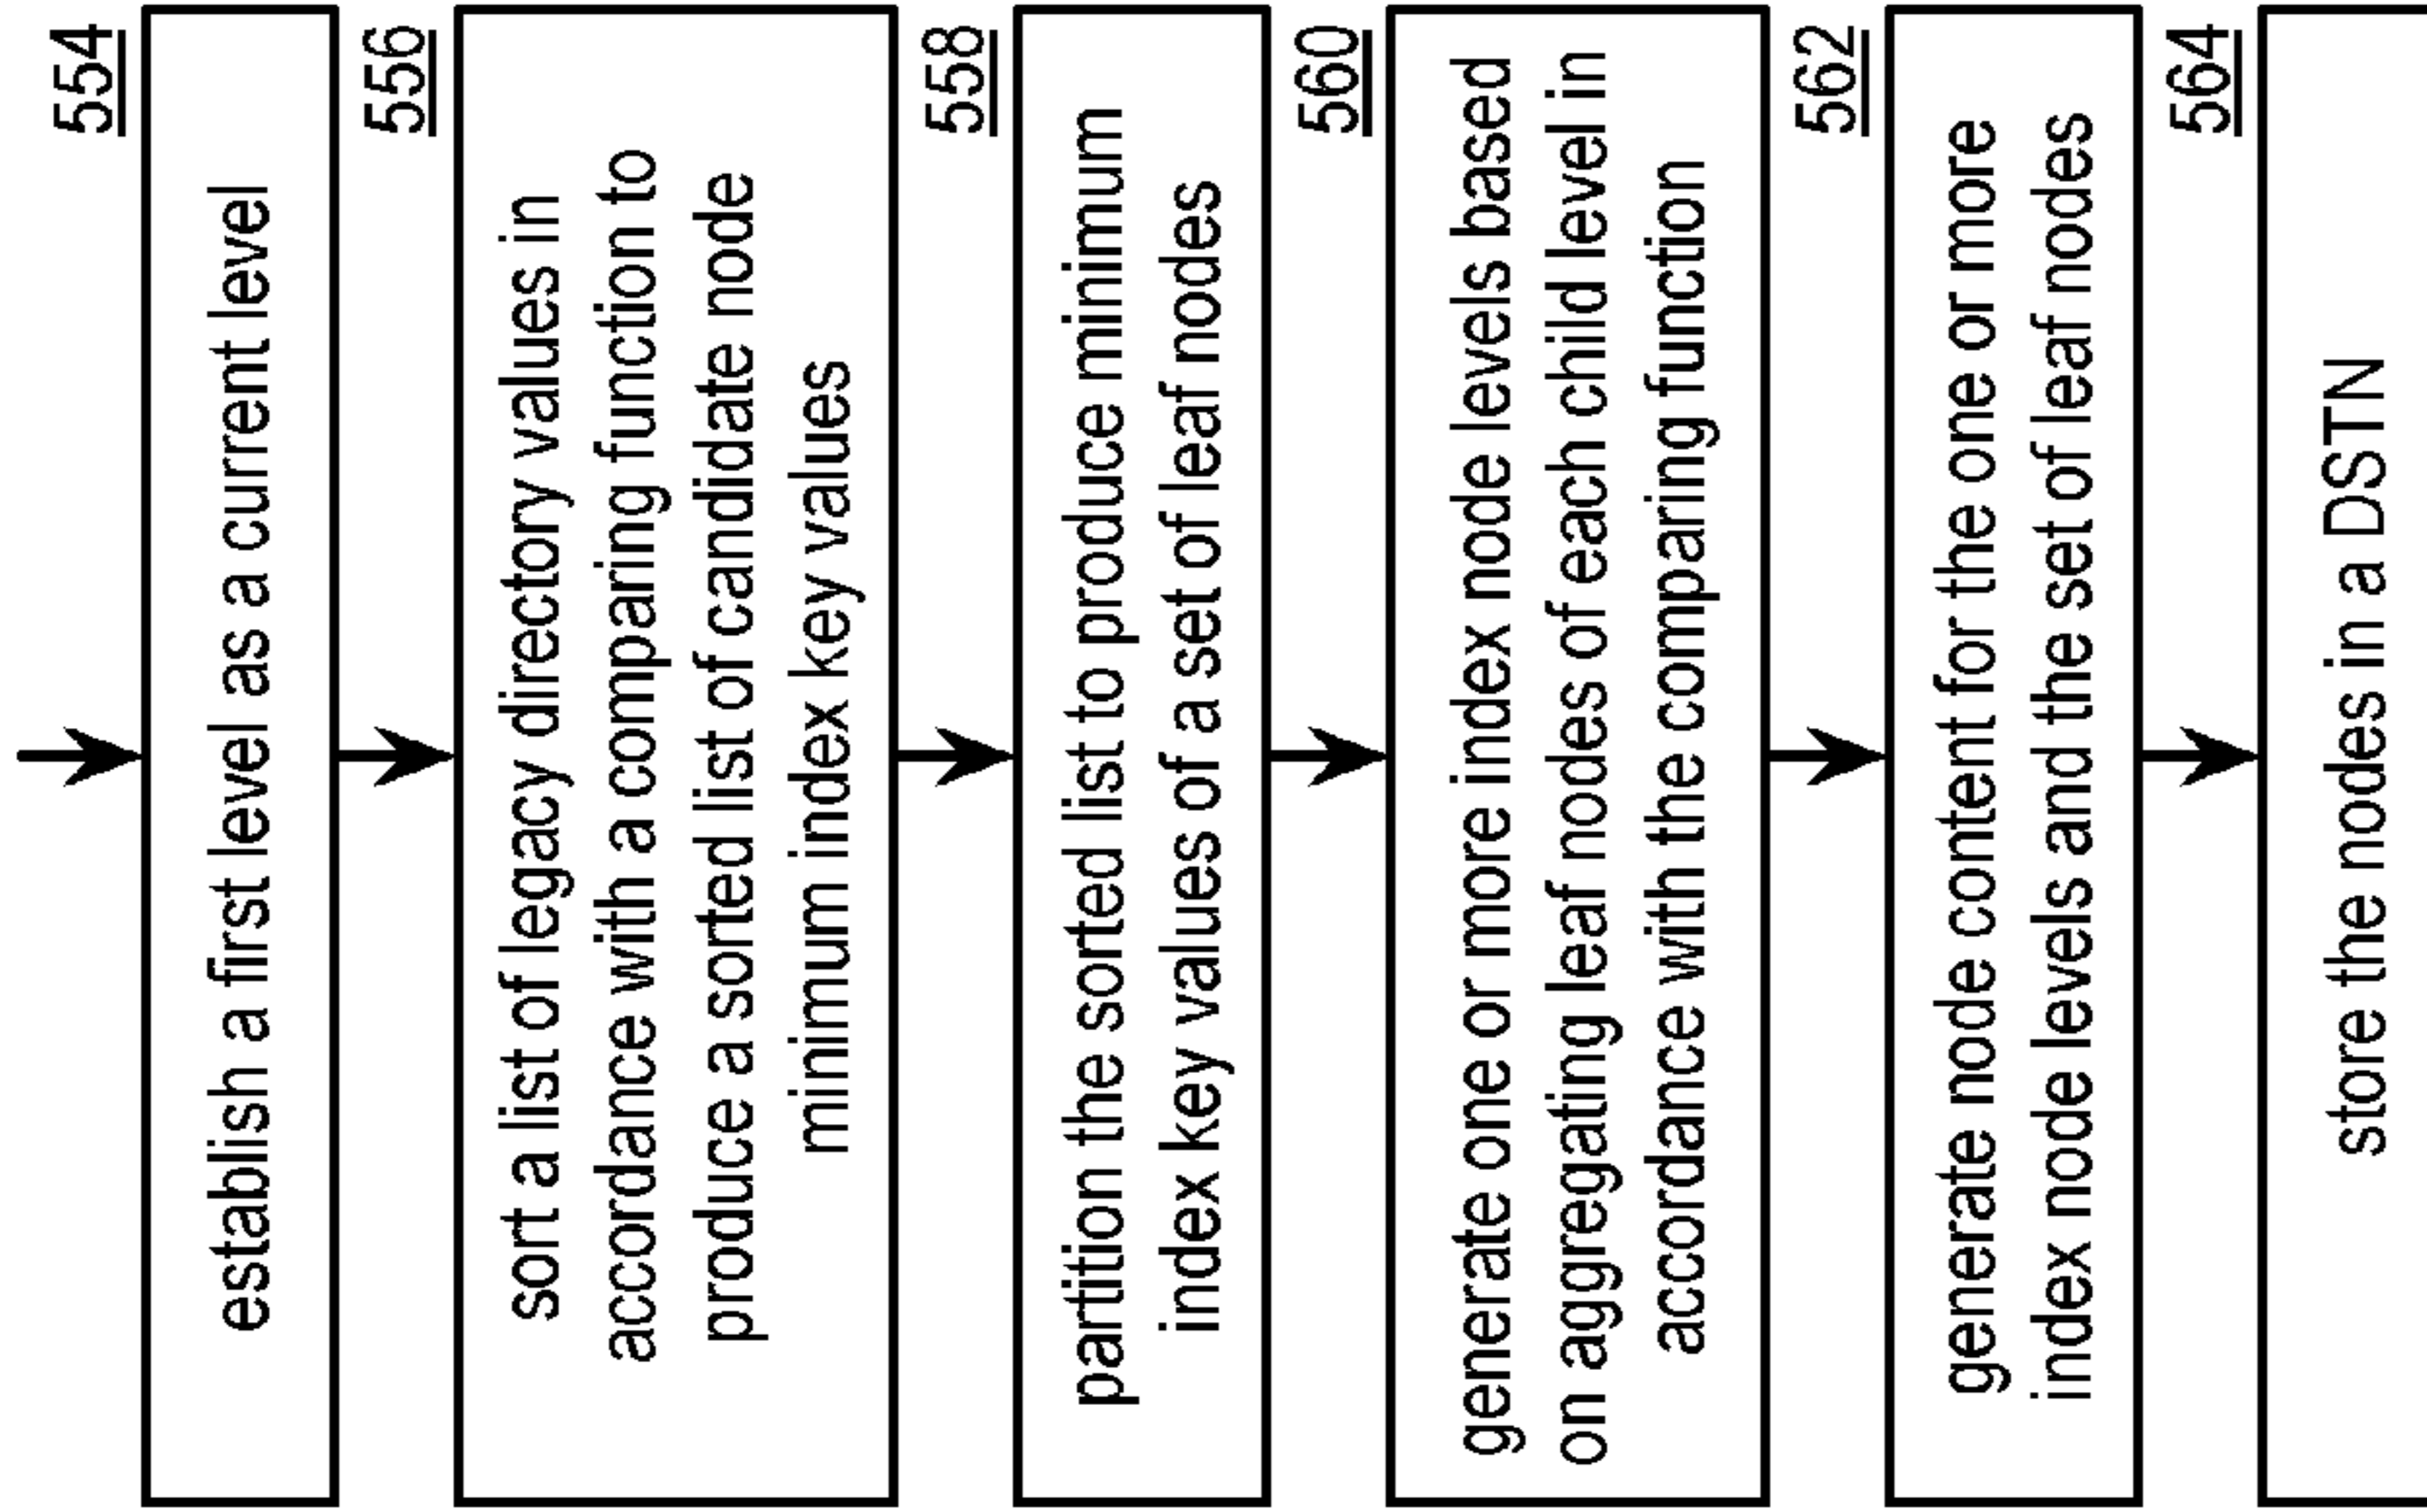 554
establish a first level as a current level
556
sort a list of legacy directory values in
accordance with a comparing function to
produce a sorted list of candidate node
minimum index key values
558
partition the sorted list to produce minimum
index key values of a set of leaf nodes
560
generate one or more index node levels based
on aggregating leaf nodes of each child level in
accordance with the comparing function
562
generate node content for the one or more
index node levels and the set of leaf nodes
564
store the nodes in a DSTN